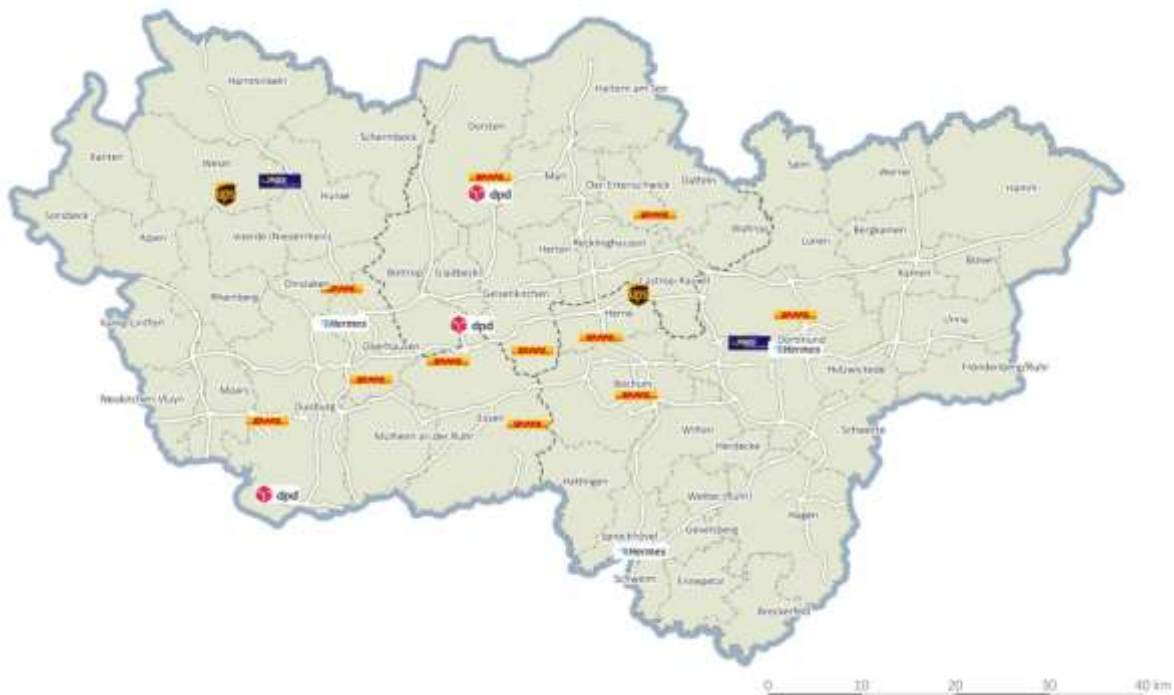 Hamminkeln
Haltern am See
Schermbeck
Dorsten
Xanten
Wesel
Marl
Oer-Erkenschwick
Datteln
Selm
Werne
Hamm
UPS
dpd
Hünxe
Sonsbeck
Alpen
Voerde (Niederrhein)
Waltrop
Lünen
Bergkamen
Herten
Recklinghausen
Bottrop
Gladbeck
Castrop-Rauxel
Kamen
Bönen
Dinslaken
Rheinberg
Gelsenkirchen
UPS
Herne
Kamp-Lintfort
Hermes
dpd
Unna
Oberhausen
Dortmund
Hermes
Holzwickede
Fröndenberg/Ruhr
Moers
Bochum
Neukirchen-Vluyn
Duisburg
Essen
Mülheim an der Ruhr
Witten
Schwerte
Herdecke
Hattingen
dpd
Wetter (Ruhr)
Hagen
Gevelsberg
Sprockhövel
Hermes
Schwelm
Ennepetal
Breckerfeld
0 10 20 30 40 km